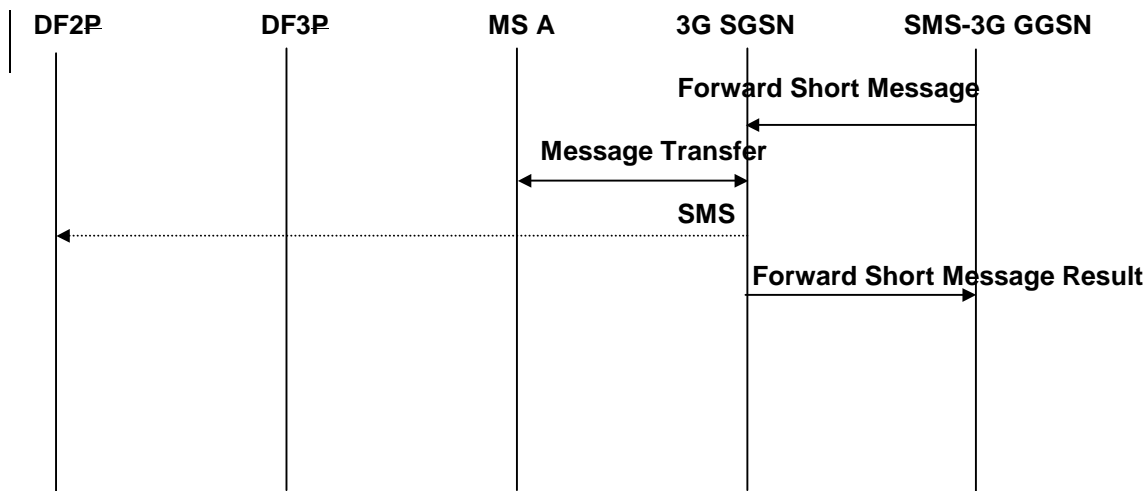 DF2P DF3P MS A 3G SGSN SMS-3G GGSN
Forward Short Message
Message Transfer
SMS
Forward Short Message Result